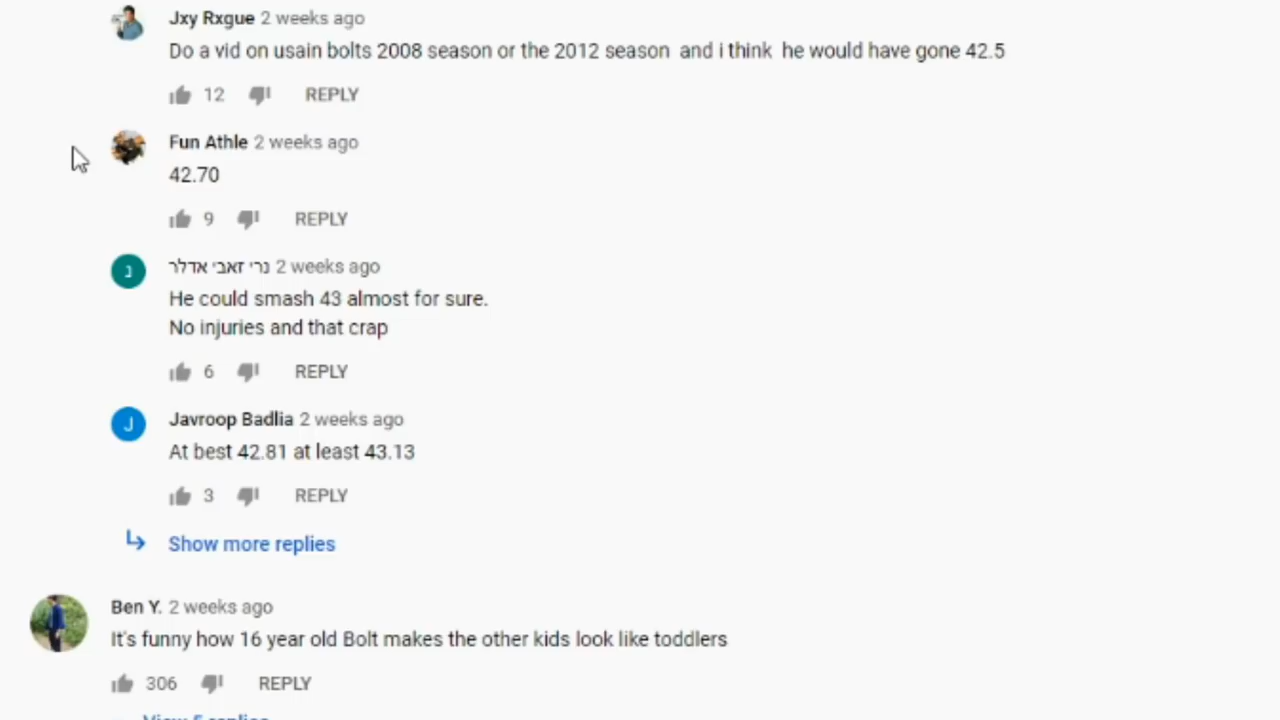 Jxy Rxgue 2 weeks ago
Do a vid on usain bolts 2008 season or the 2012 season and i think he would have gone 42.5
12 REPLY
Fun Athle 2 weeks ago
42.70
9 REPLY
נ
נרי זאבי אדלר 2 weeks ago
He could smash 43 almost for sure.
No injuries and that crap
6 REPLY
J
Javroop Badlia 2 weeks ago
At best 42.81 at least 43.13
3 REPLY
Show more replies
Ben Y. 2 weeks ago
It's funny how 16 year old Bolt makes the other kids look like toddlers
306 REPLY
View 5 replies